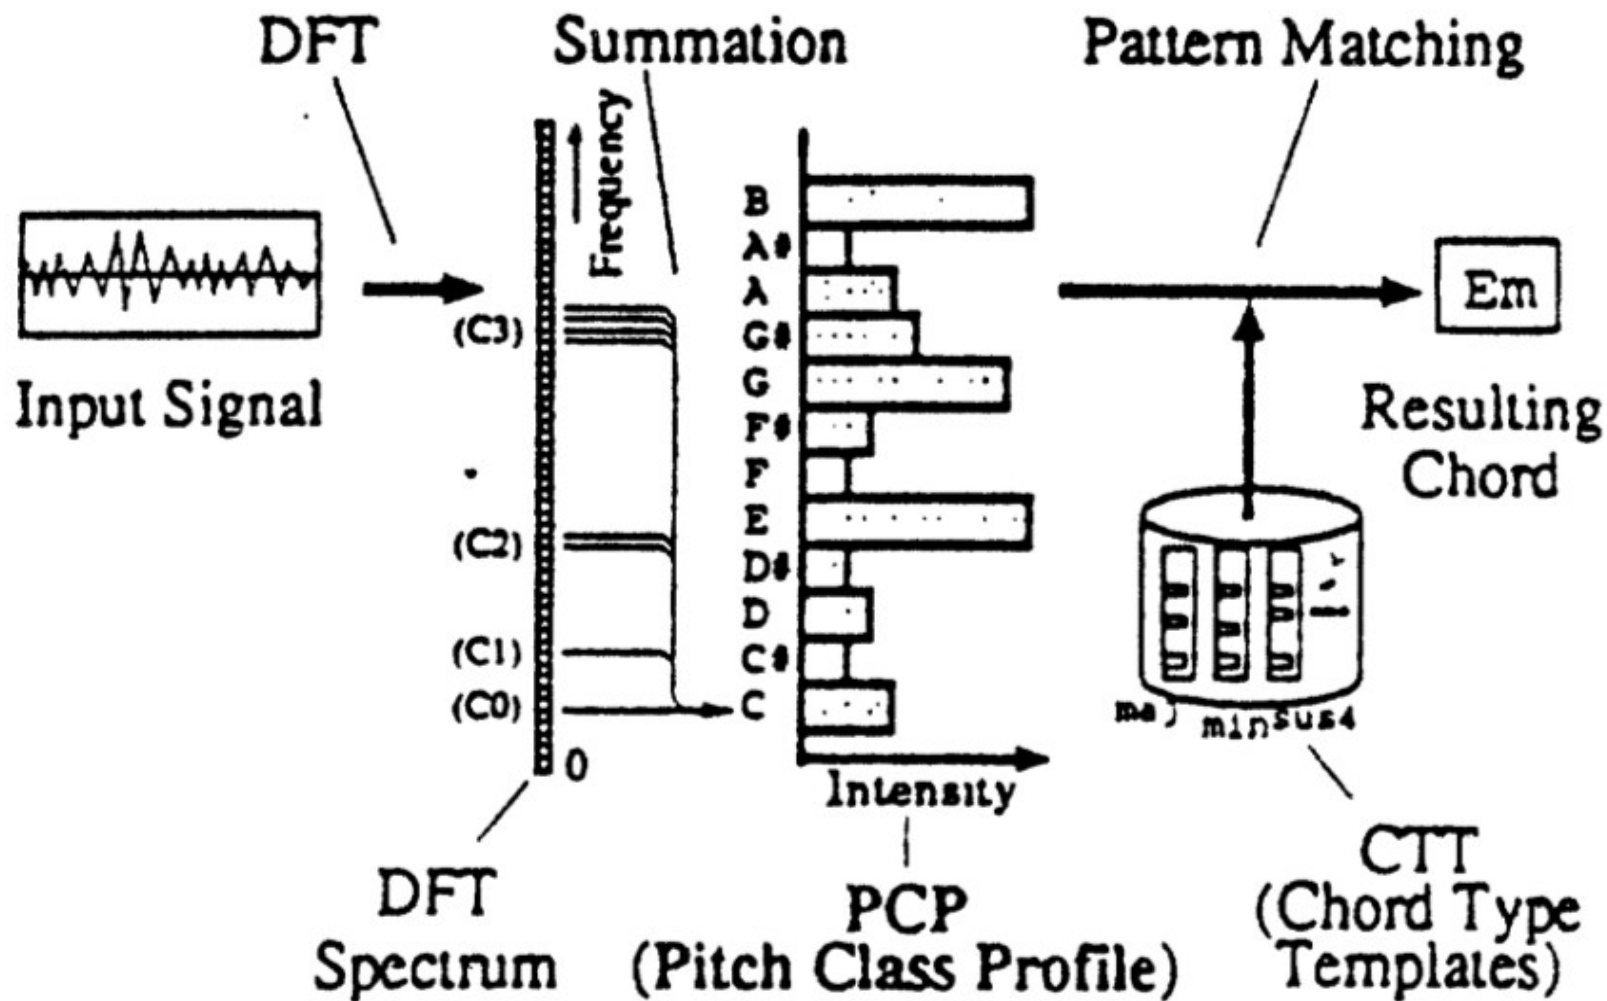 DFT
Summation
Pattern Matching
Frequency
B
A#
A
G#
G
F#
F
E
D#
D
C#
C
(C3)
(C2)
(C1)
(C0)
0
Input Signal
Em
Resulting
Chord
maj
min
sus4
Intensity
DFT
Spectrum
PCP
(Pitch Class Profile)
CTT
(Chord Type
Templates)